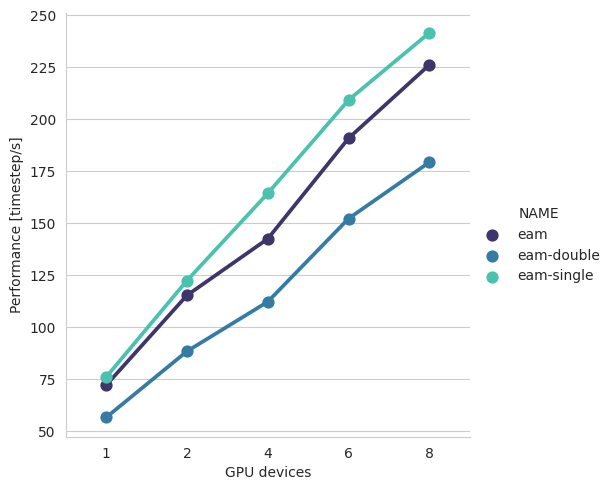 250
225
200
175
150
125
100
75
50
Performance [timestep/s]
1 2 4 6 8
GPU devices
NAME
eam
eam-double
eam-single